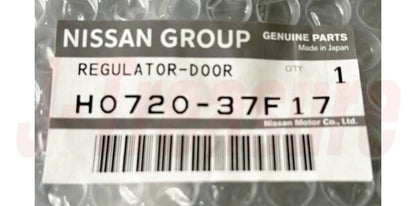 NISSAN GROUP
GENUINE PARTS
Made in Japan
REGULATOR-DOOR
QTY
1
H0720-37F17
Nissan Motor Co., Ltd.